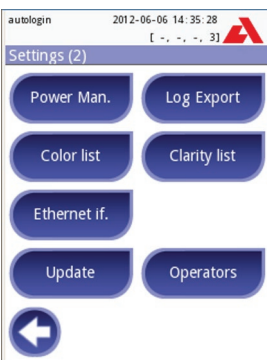 autologin 2012-06-06 14:35:28
[ -, -, -, 3]
Settings (2)
Power Man. Log Export
Color list Clarity list
Ethernet if.
Update Operators